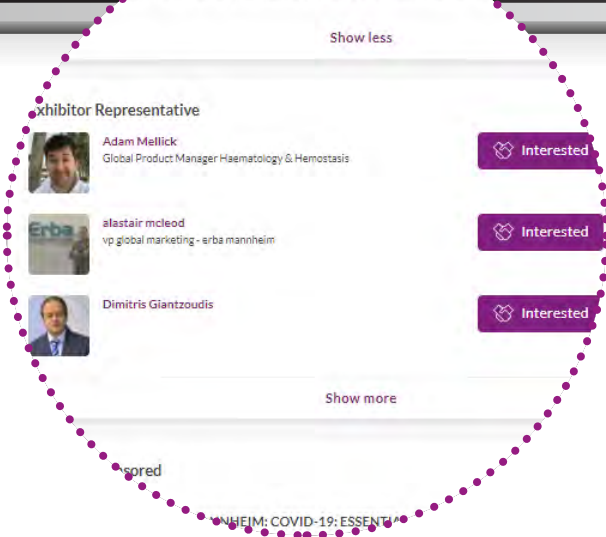 Show less
xhibitor Representative
Adam Mellick
Global Product Manager Haematology & Hemostasis
Interested
Erba
alastair mcleod
vp global marketing - erba mannheim
Interested
Dimitris Giantzoudis
Interested
Show more
sored
NHEIM: COVID-19: ESSENTIA